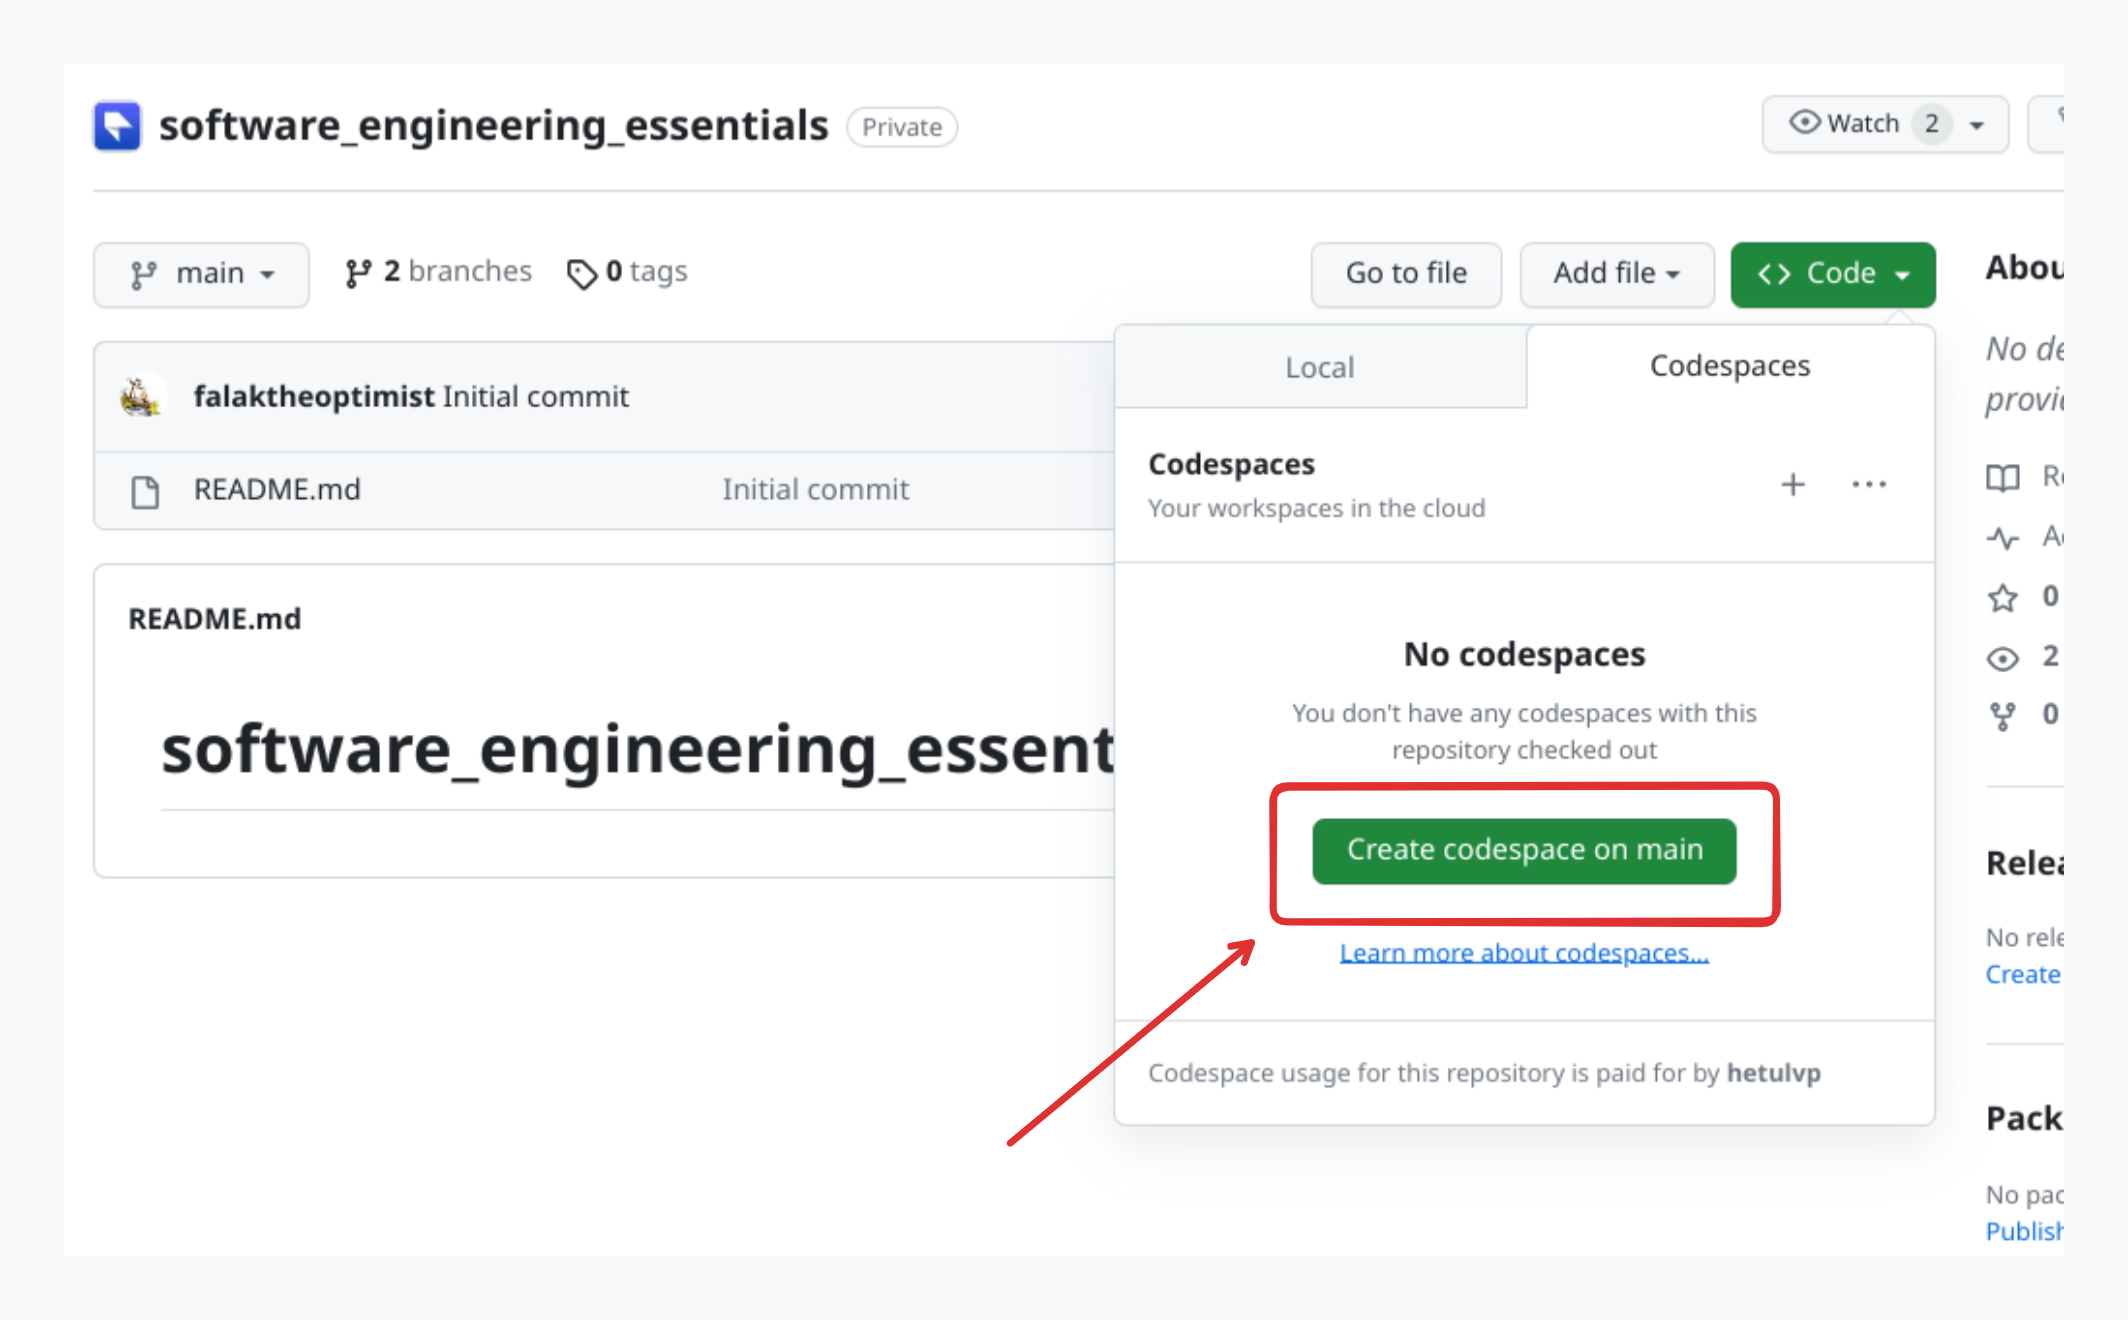 software_engineering_essentials Private Watch 2
main 2 branches 0 tags Go to file Add file <> Code
falaktheoptimist Initial commit
README.md Initial commit
README.md
software_engineering_essent
Local Codespaces
Codespaces
Your workspaces in the cloud
No codespaces
You don't have any codespaces with this
repository checked out
Create codespace on main
Learn more about codespaces...
Codespace usage for this repository is paid for by hetulvp
Abou
No de
provid
0
2
0
Relea
No rele
Create
Pack
No pac
Publish